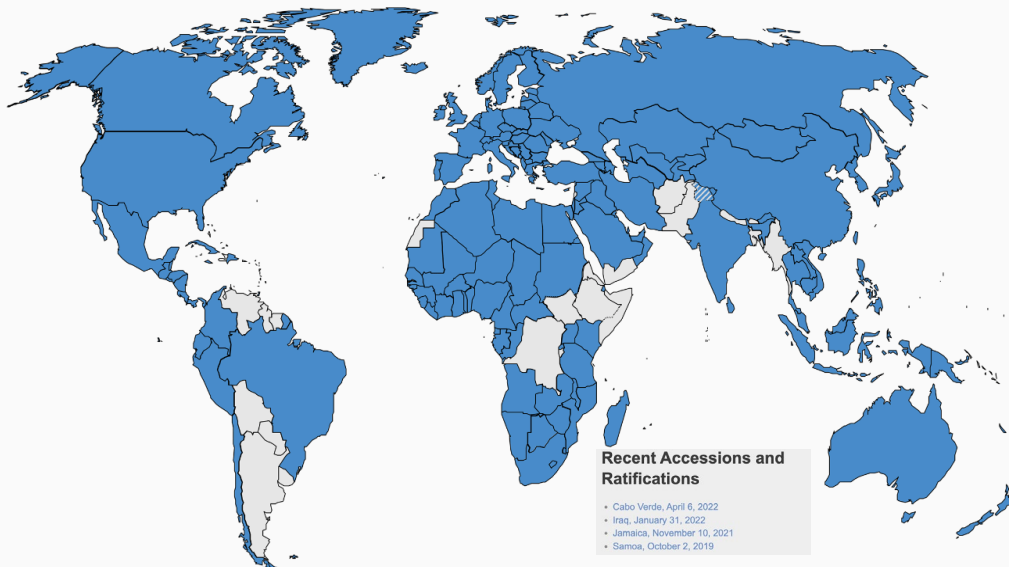 Recent Accessions and
Ratifications
• Cabo Verde, April 6, 2022
• Iraq, January 31, 2022
• Jamaica, November 10, 2021
• Samoa, October 2, 2019